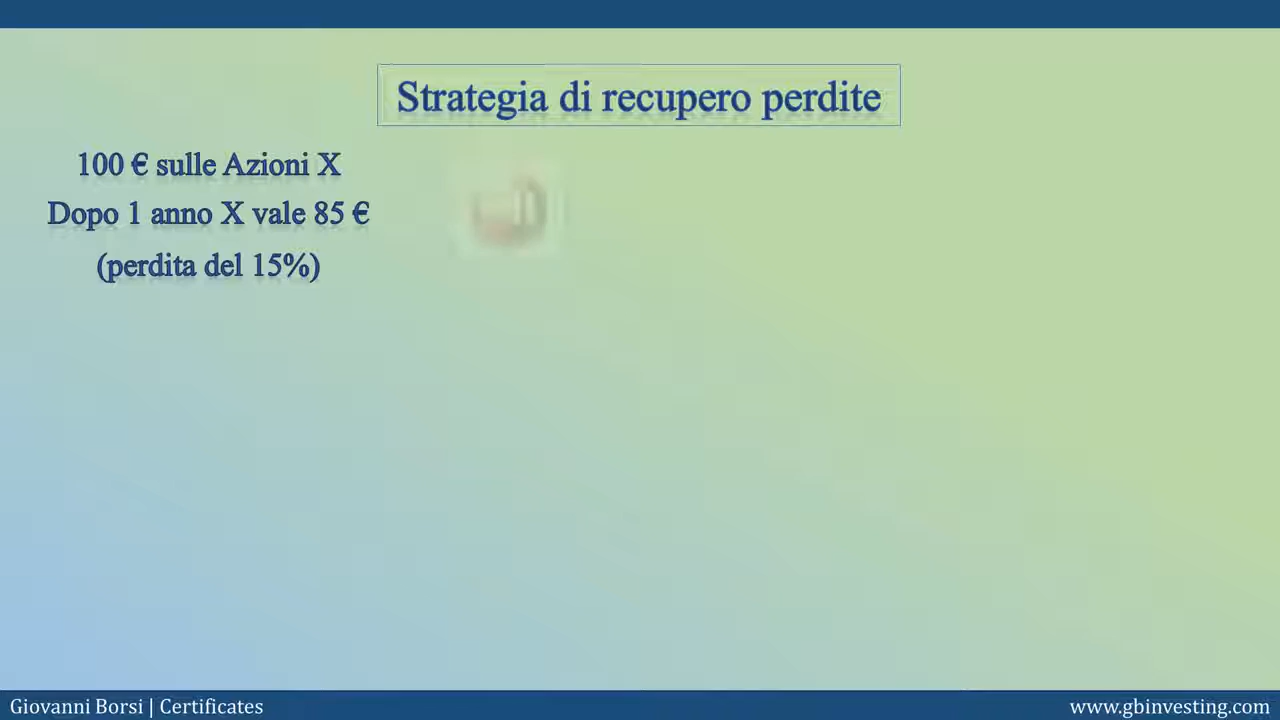 Strategia di recupero perdite
100 € sulle Azioni X
Dopo 1 anno X vale 85 €
(perdita del 15%)
Giovanni Borsi | Certificates
www.gbinvesting.com